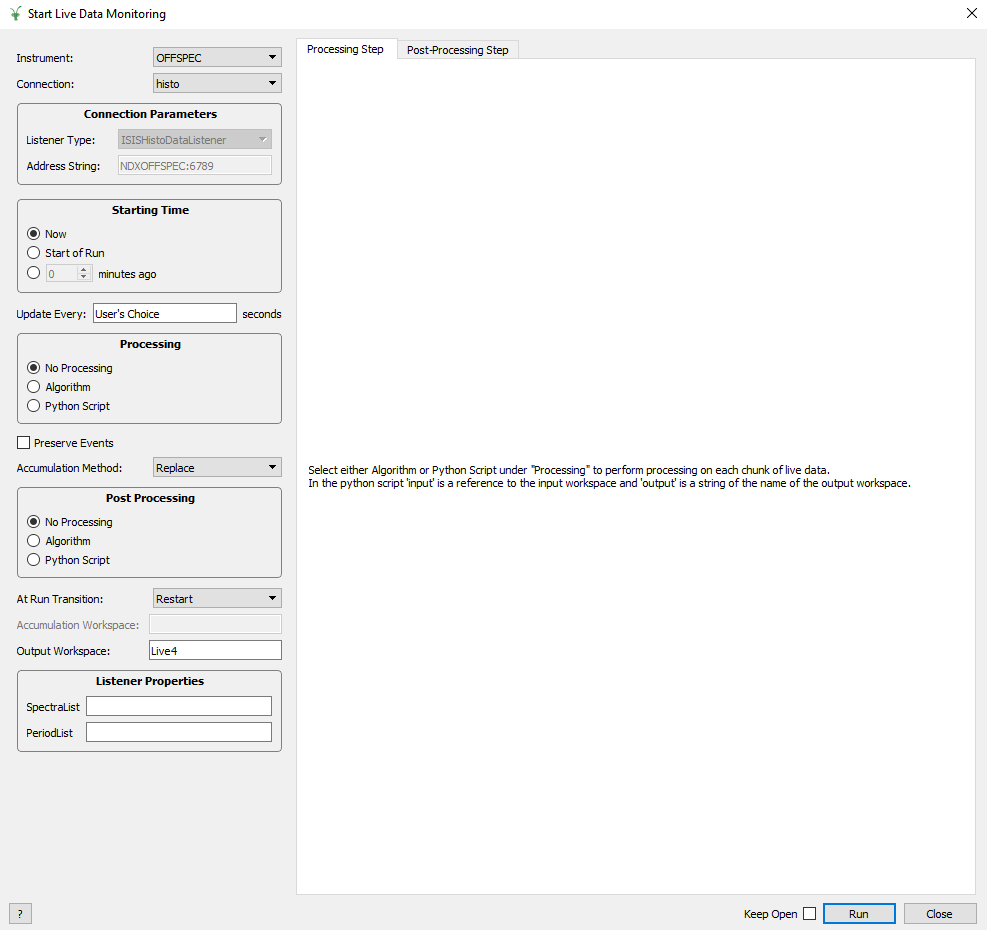 Start Live Data Monitoring
Instrument: OFFSPEC
Connection: histo
Connection Parameters
Listener Type: ISISHistoDataListener
Address String: NDXOFFSPEC:6789
Starting Time
Now
Start of Run
0 minutes ago
Update Every: User's Choice seconds
Processing
No Processing
Algorithm
Python Script
Preserve Events
Accumulation Method: Replace
Post Processing
No Processing
Algorithm
Python Script
At Run Transition: Restart
Accumulation Workspace:
Output Workspace: Live4
Listener Properties
SpectraList
PeriodList
Processing Step Post-Processing Step
Select either Algorithm or Python Script under "Processing" to perform processing on each chunk of live data.
In the python script 'input' is a reference to the input workspace and 'output' is a string of the name of the output workspace.
? Keep Open Run Close